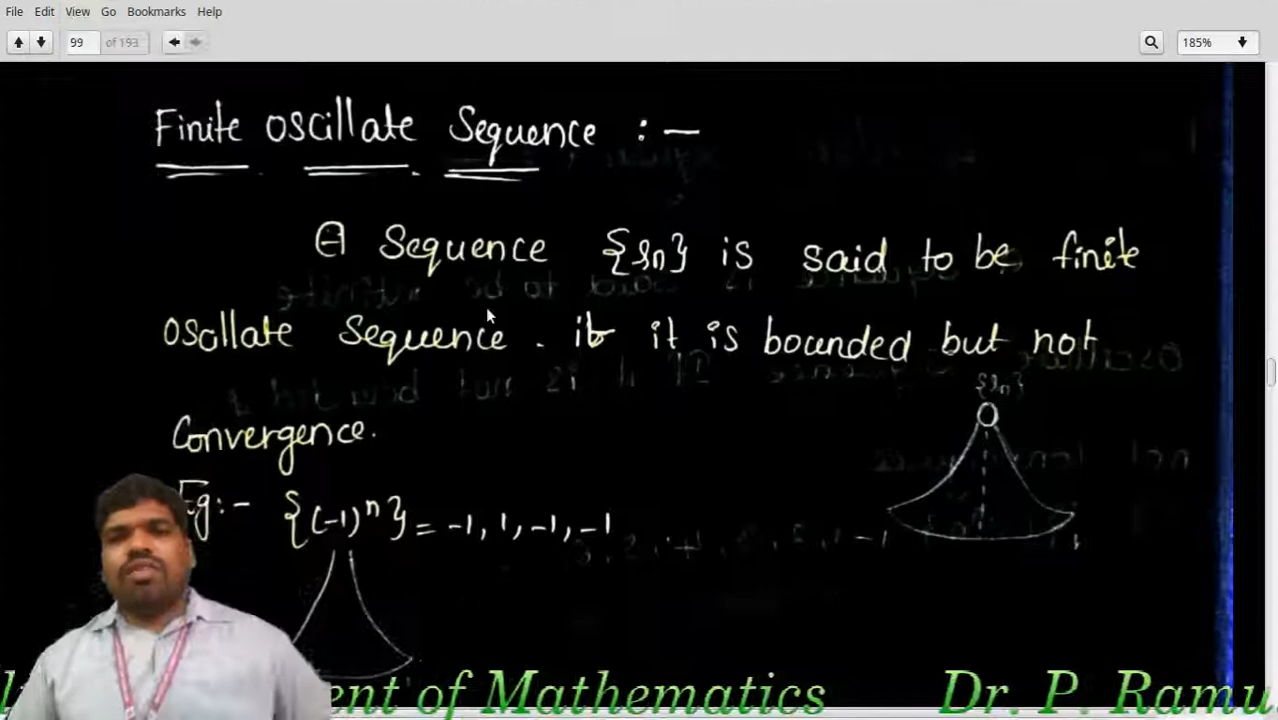 File Edit View Go Bookmarks Help
99 of 193 185%
Finite oscillate Sequence :—
A Sequence {sn} is said to be finite
oscllate Sequence . if it is bounded but not
{sn}
Convergence.
Eg:- {(-1)^n} = -1, 1, -1, -1
ent of Mathematics Dr. P. Ramu